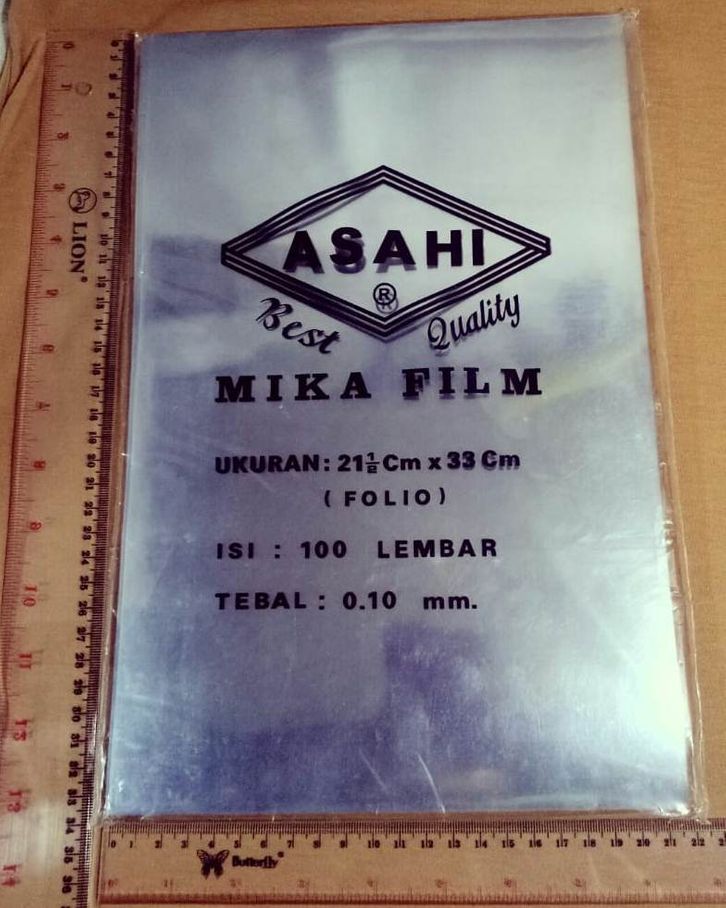 ASAHI
®
Best Quality
MIKA FILM
UKURAN: 21½ Cm x 33 Cm
( FOLIO )
ISI : 100 LEMBAR
TEBAL : 0.10 mm.
LION®
Butterfly®